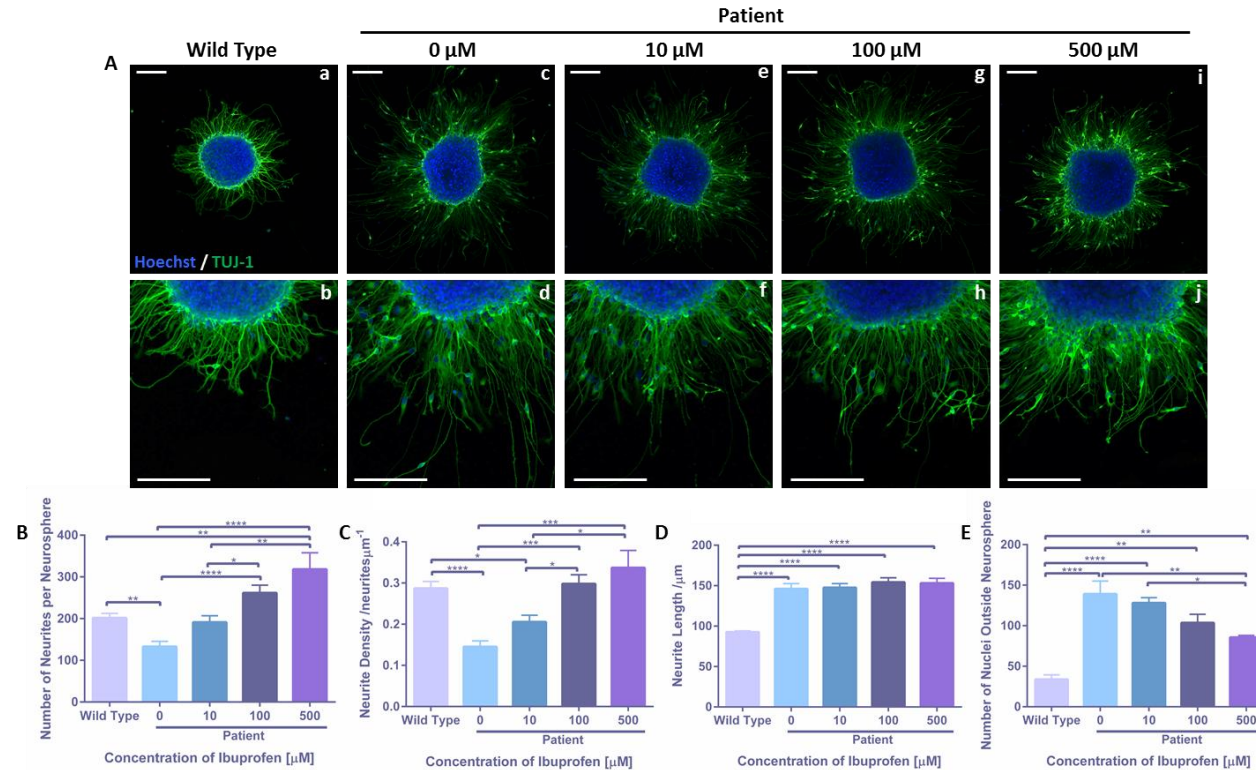 Patient
Wild Type 0 μM 10 μM 100 μM 500 μM
A
a c e g i
Hoechst / TUJ-1
b d f h j
B
Number of Neurites per Neurosphere
400
300
200
100
0
**
****
*
**
**
****
Wild Type 0 10 100 500
Patient
Concentration of Ibuprofen [μM]
C
Neurite Density /neuritesμm-1
0.4
0.3
0.2
0.1
0.0
****
*
*
***
*
***
Wild Type 0 10 100 500
Patient
Concentration of Ibuprofen [μM]
D
Neurite Length /μm
200
150
100
50
0
****
****
****
****
Wild Type 0 10 100 500
Patient
Concentration of Ibuprofen [μM]
E
Number of Nuclei Outside Neurosphere
200
150
100
50
0
****
****
**
**
**
*
Wild Type 0 10 100 500
Patient
Concentration of Ibuprofen [μM]